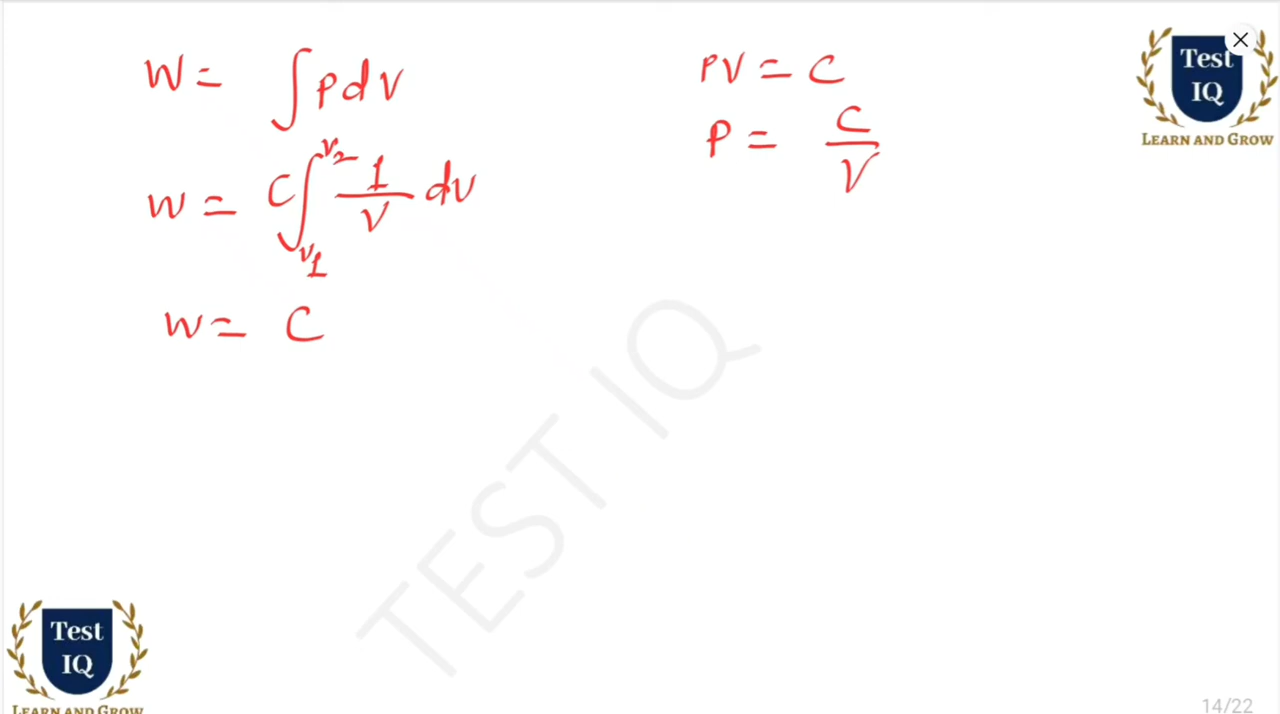 W = ∫ P dV
W = C ∫_{V1}^{V2} 1/V dV
W = C
PV = C
P = C/V
Test
IQ
LEARN AND GROW
TEST IQ
Test
IQ
LEARN AND GROW
14/22